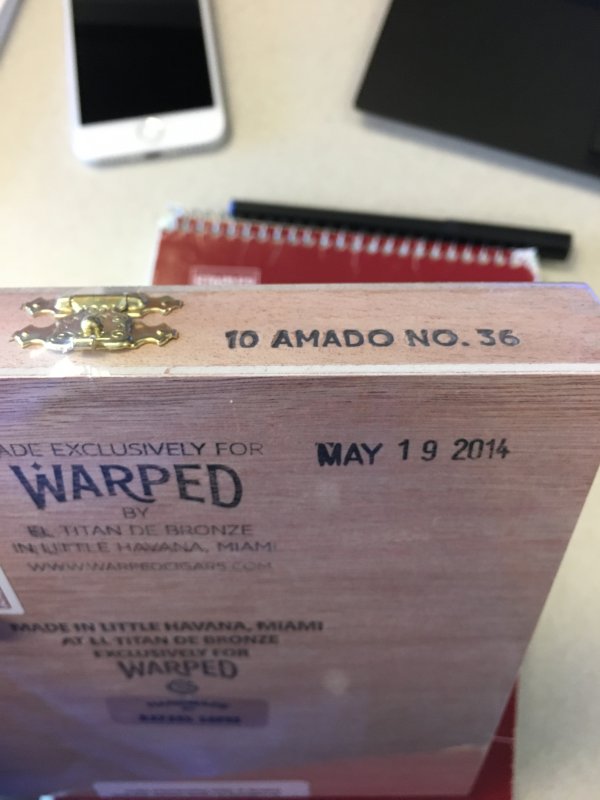 10 AMADO NO. 36
ADE EXCLUSIVELY FOR
WARPED
BY
EL TITAN DE BRONZE
IN LITTLE HAVANA, MIAMI
WWW.WARPEDCIGARS.COM
MAY 19 2014
MADE IN LITTLE HAVANA, MIAMI
AT EL TITAN DE BRONZE
EXCLUSIVELY FOR
WARPED